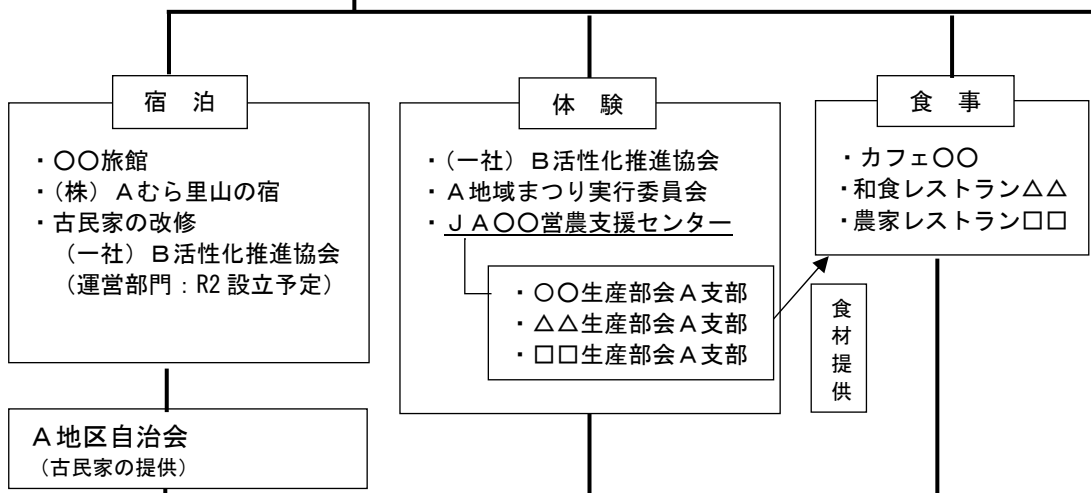 宿 泊
・〇〇旅館
・(株)Ａむら里山の宿
・古民家の改修
(一社)Ｂ活性化推進協会
(運営部門：R2 設立予定)
Ａ地区自治会
(古民家の提供)
体 験
・(一社)Ｂ活性化推進協会
・Ａ地域まつり実行委員会
・ＪＡ〇〇営農支援センター
・〇〇生産部会Ａ支部
・△△生産部会Ａ支部
・□□生産部会Ａ支部
食材提供
食 事
・カフェ〇〇
・和食レストラン△△
・農家レストラン□□